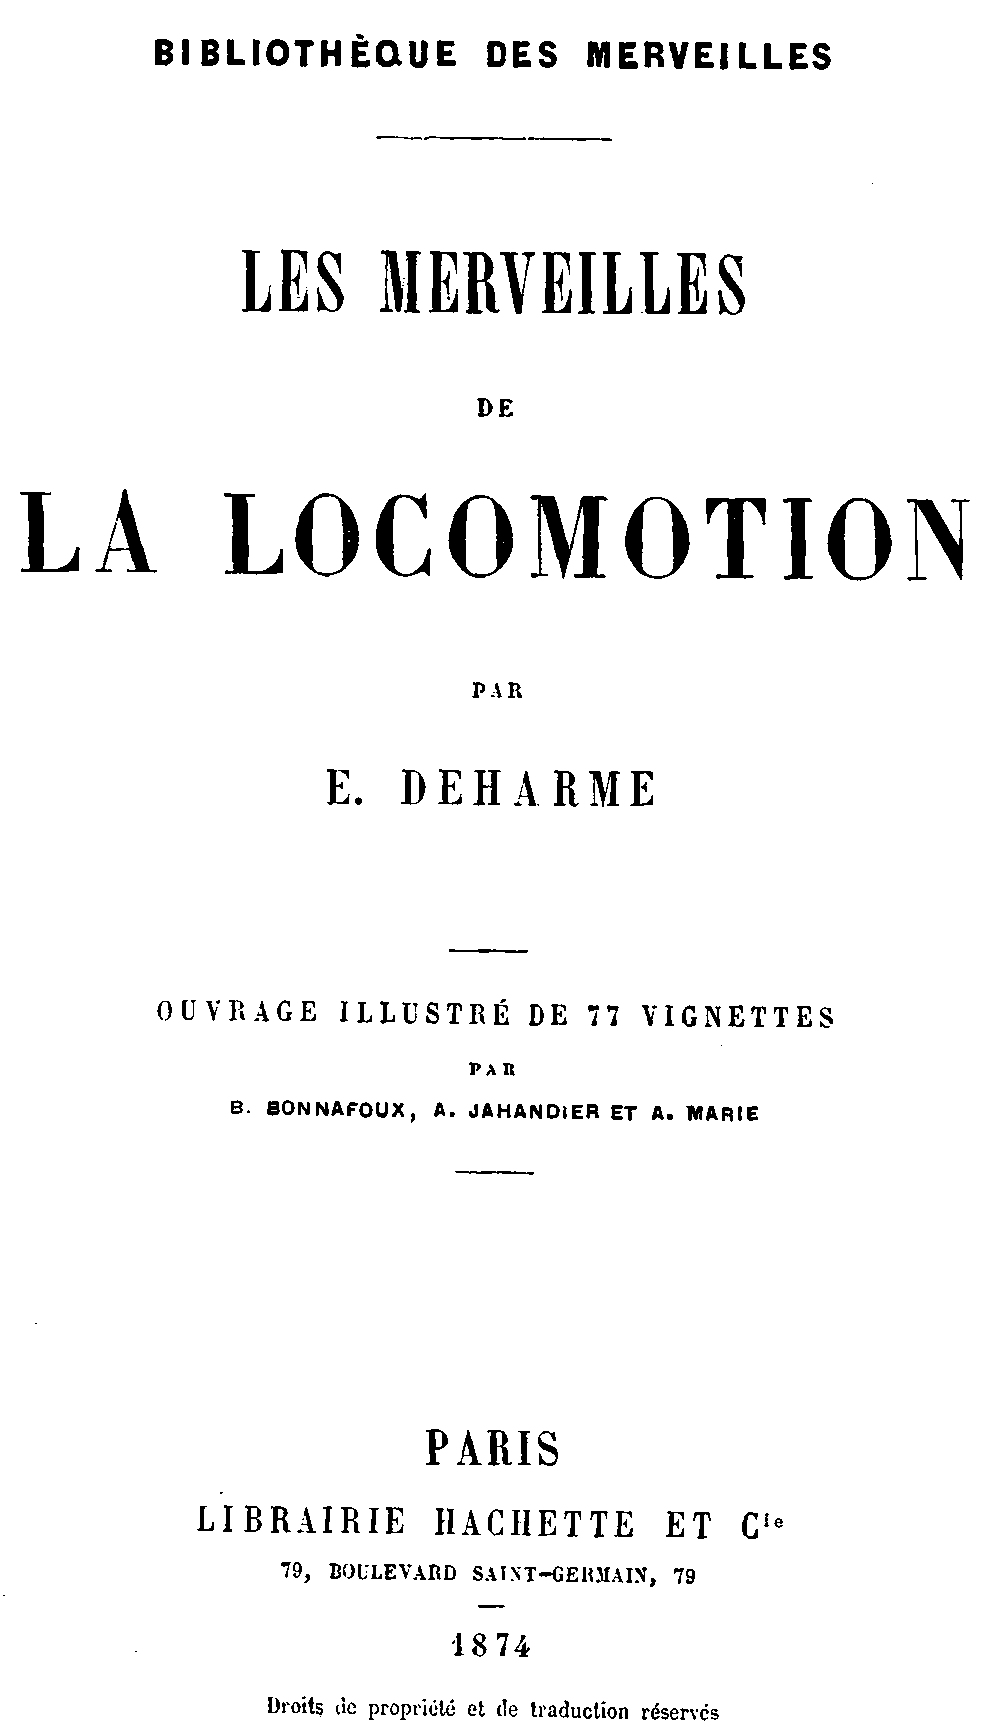 BIBLIOTHÈQUE DES MERVEILLES
LES MERVEILLES
DE
LA LOCOMOTION
PAR
E. DEHARME
OUVRAGE ILLUSTRÉ DE 77 VIGNETTES
PAR
B. BONNAFOUX, A. JAHANDIER ET A. MARIE
PARIS
LIBRAIRIE HACHETTE ET Cie
79, BOULEVARD SAINT-GERMAIN, 79
1874
Droits de propriété et de traduction réservés